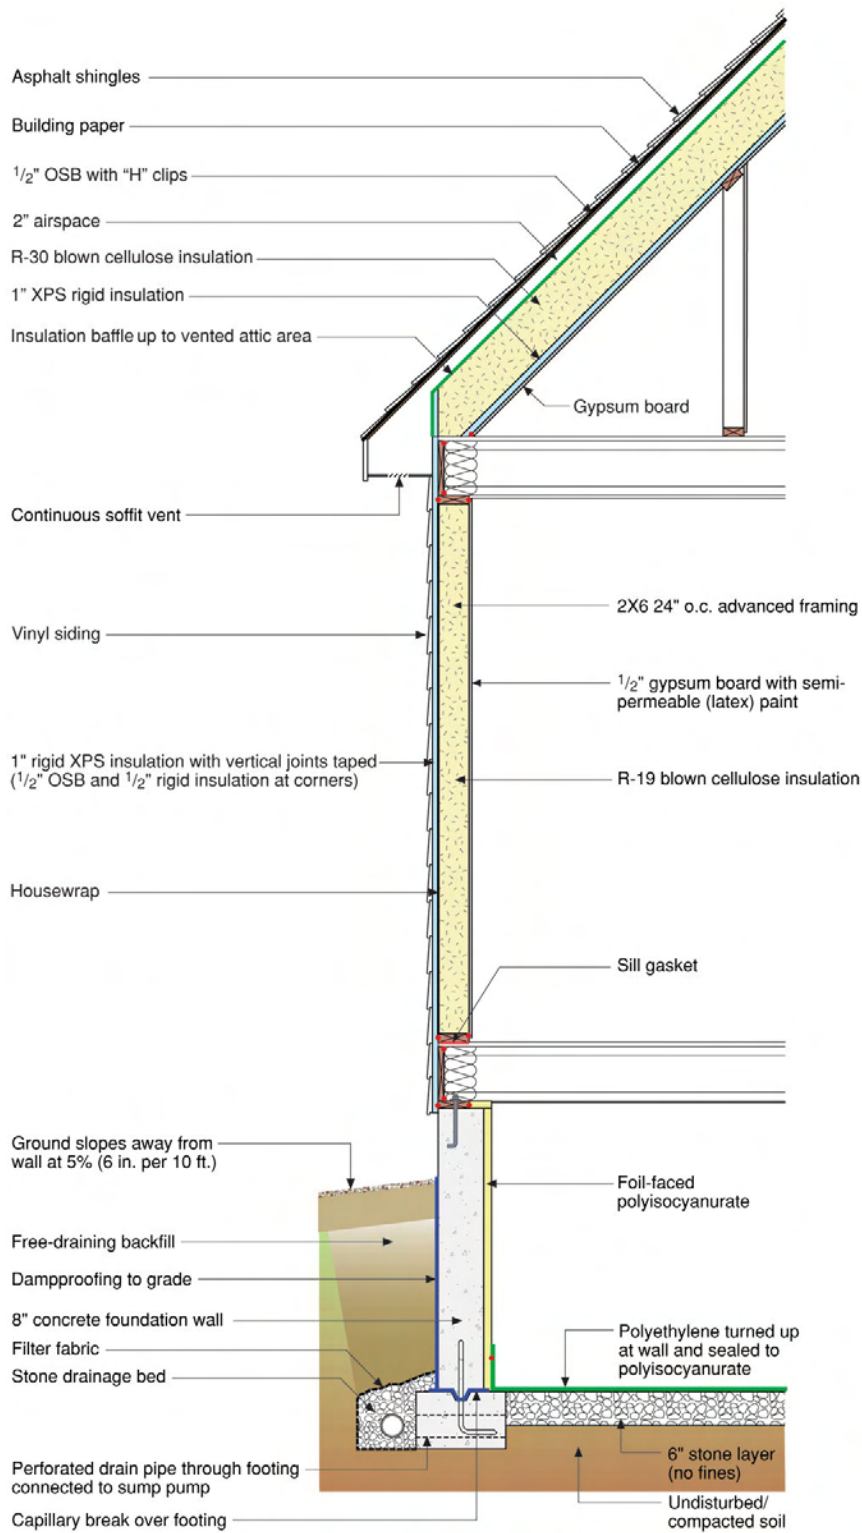 Asphalt shingles
Building paper
1/2" OSB with “H” clips
2” airspace
R-30 blown cellulose insulation
1” XPS rigid insulation
Insulation baffle up to vented attic area
Gypsum board
Continuous soffit vent
2X6 24" o.c. advanced framing
Vinyl siding
1/2" gypsum board with semi-
permeable (latex) paint
1" rigid XPS insulation with vertical joints taped
(1/2" OSB and 1/2" rigid insulation at corners)
R-19 blown cellulose insulation
Housewrap
Sill gasket
Ground slopes away from
wall at 5% (6 in. per 10 ft.)
Foil-faced
polyisocyanurate
Free-draining backfill
Dampproofing to grade
8" concrete foundation wall
Filter fabric
Stone drainage bed
Polyethylene turned up
at wall and sealed to
polyisocyanurate
Perforated drain pipe through footing
connected to sump pump
6" stone layer
(no fines)
Capillary break over footing
Undisturbed/
compacted soil